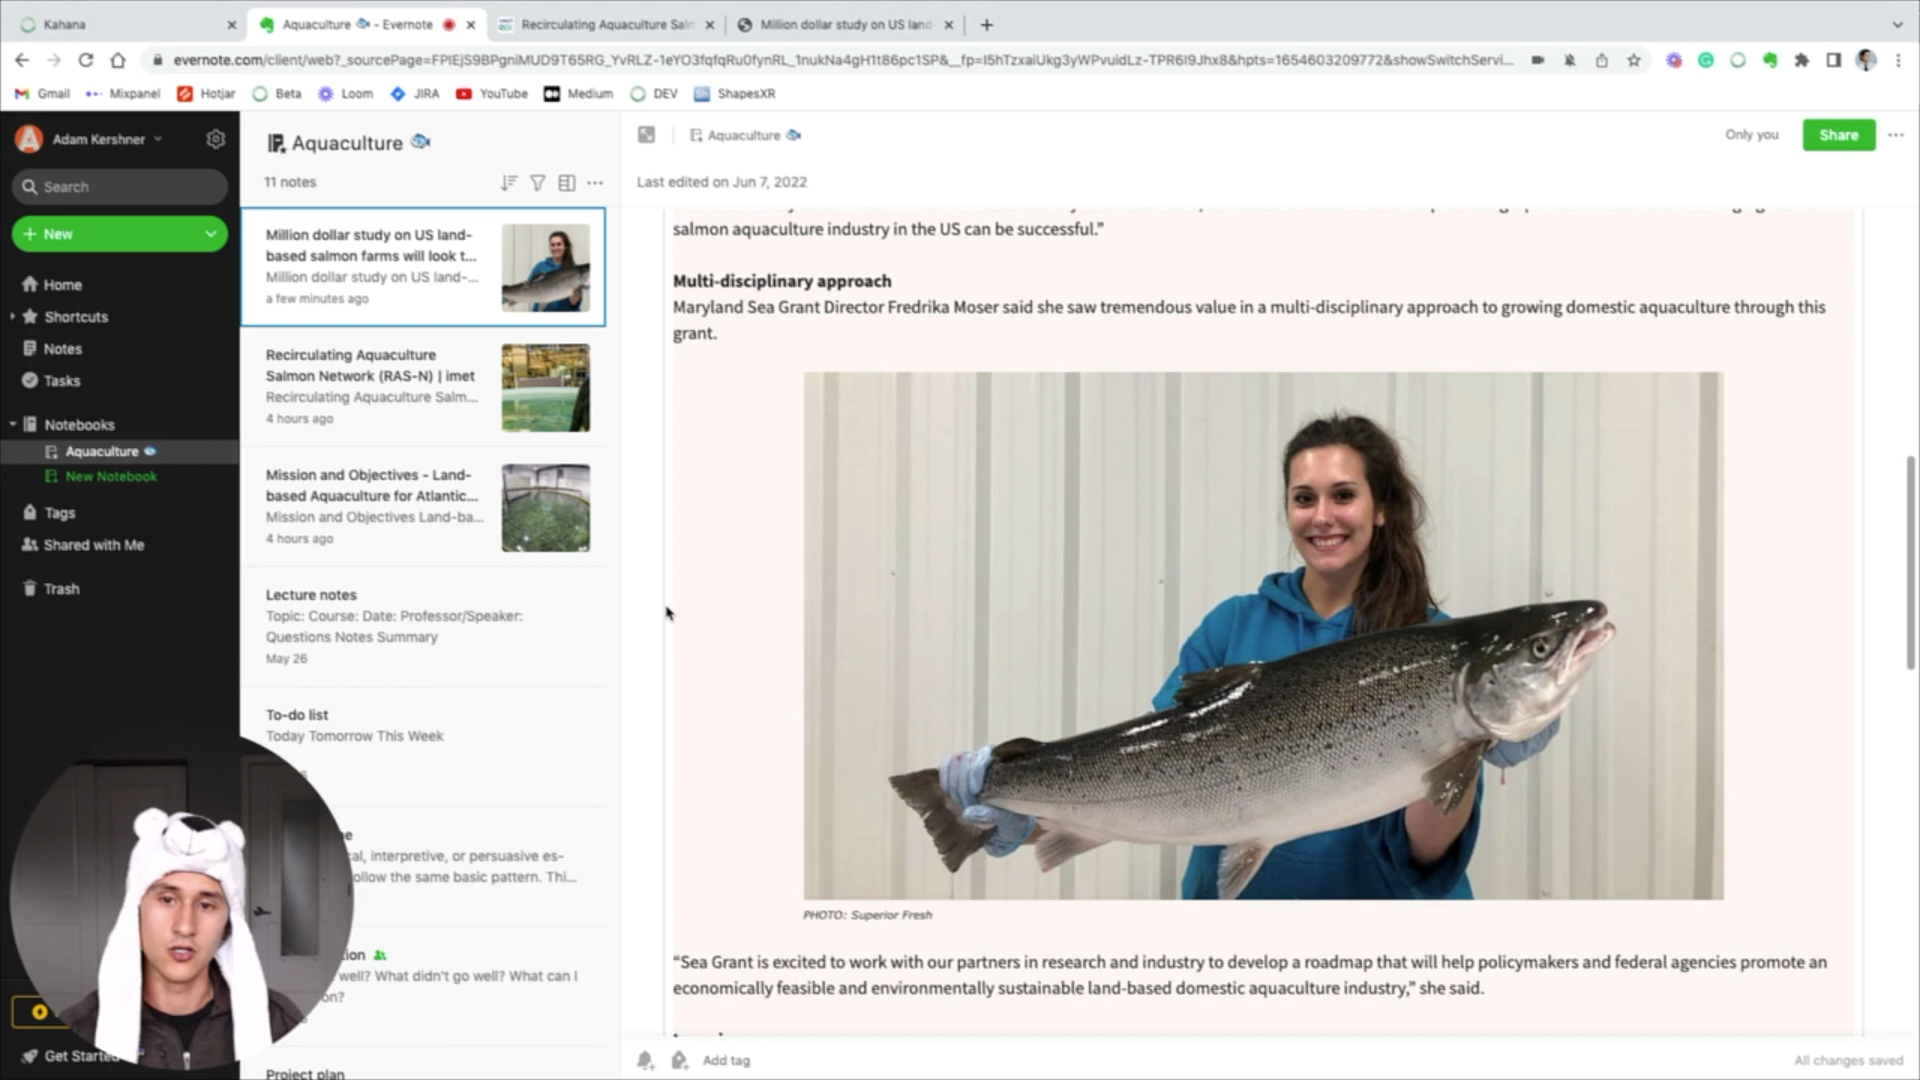 Kahana
Aquaculture 🐟 - Evernote
Recirculating Aquaculture Sal
Million dollar study on US land
evernote.com/client/web?_sourcePage=
Gmail
Mixpanel
Hotjar
Beta
Loom
JIRA
YouTube
Medium
DEV
ShapesXR
Adam Kershner
Search
New
Home
Shortcuts
Notes
Tasks
Notebooks
Aquaculture 🐟
New Notebook
Tags
Shared with Me
Trash
Get Started
Aquaculture 🐟
11 notes
Million dollar study on US land-
based salmon farms will look t...
Million dollar study on US land-...
a few minutes ago
Recirculating Aquaculture
Salmon Network (RAS-N) | imet
Recirculating Aquaculture Salm...
4 hours ago
Mission and Objectives - Land-
based Aquaculture for Atlantic...
Mission and Objectives Land-ba...
4 hours ago
Lecture notes
Topic: Course: Date: Professor/Speaker:
Questions Notes Summary
May 26
To-do list
Today Tomorrow This Week
cal, interpretive, or persuasive es-
ollow the same basic pattern. Thi...
tion
well? What didn't go well? What can I
on?
Project plan
Aquaculture 🐟
Only you
Share
Last edited on Jun 7, 2022
salmon aquaculture industry in the US can be successful.”
Multi-disciplinary approach
Maryland Sea Grant Director Fredrika Moser said she saw tremendous value in a multi-disciplinary approach to growing domestic aquaculture through this
grant.
PHOTO: Superior Fresh
“Sea Grant is excited to work with our partners in research and industry to develop a roadmap that will help policymakers and federal agencies promote an
economically feasible and environmentally sustainable land-based domestic aquaculture industry,” she said.
Add tag
All changes saved